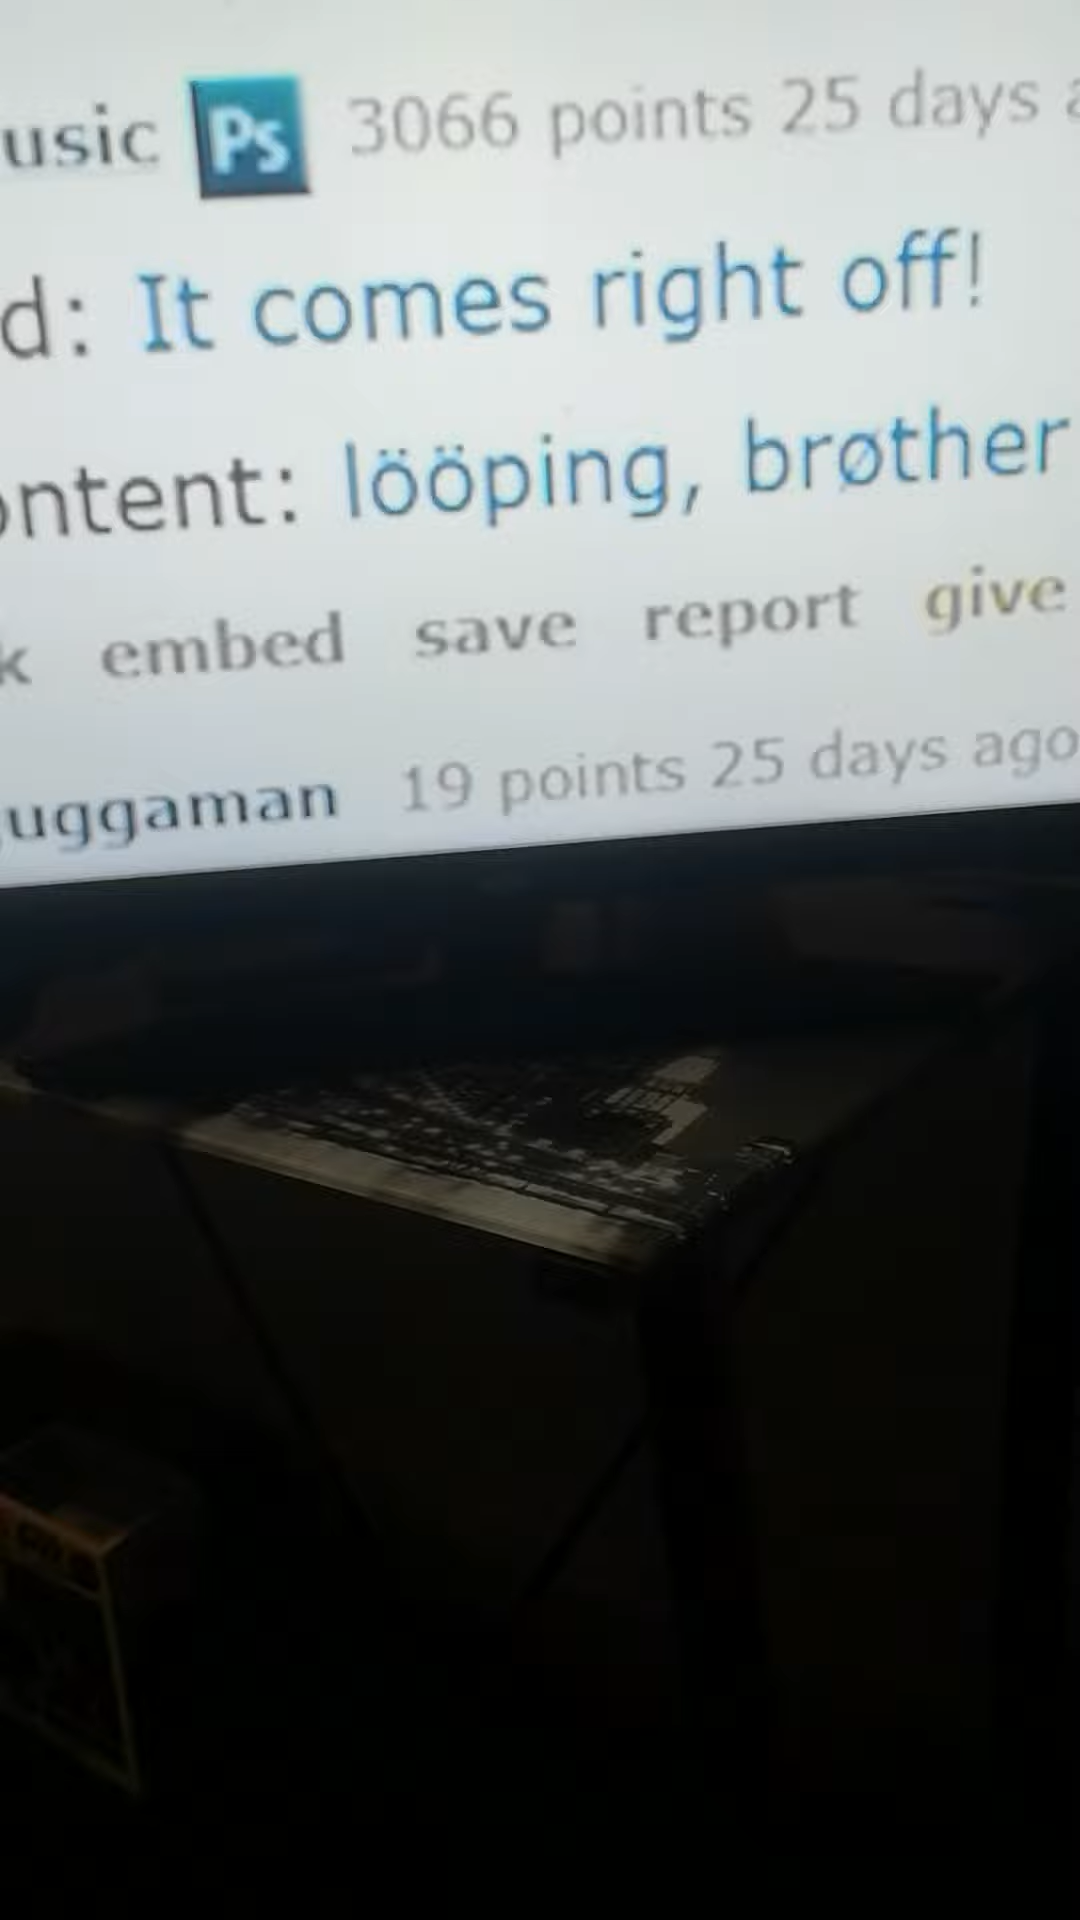 usic Ps 3066 points 25 days a
d: It comes right off!
ontent: lööping, brøther
k embed save report give
uggaman 19 points 25 days ago